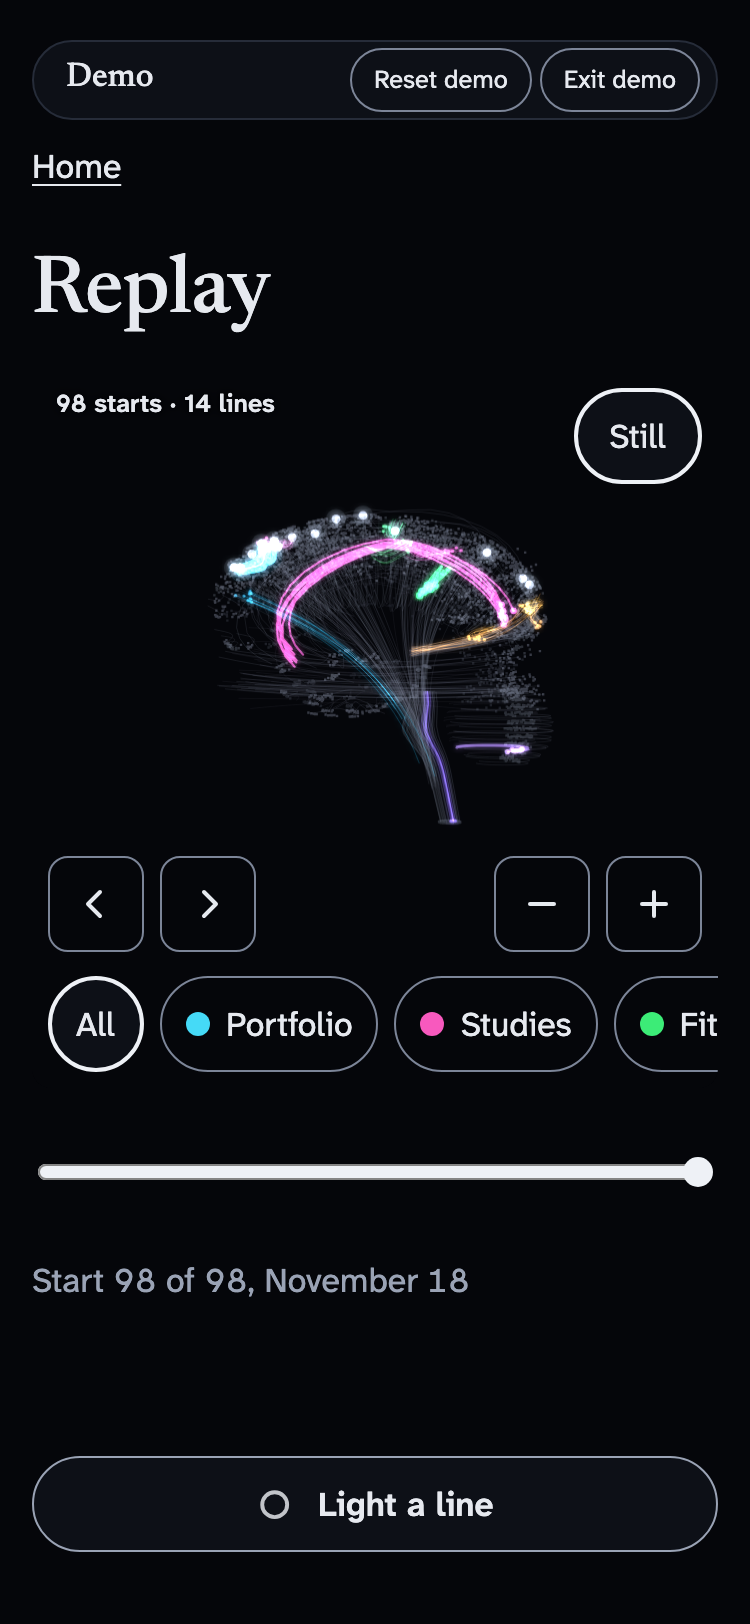 Demo
Reset demo
Exit demo
Home
Replay
98 starts · 14 lines
Still
All
Portfolio
Studies
Fit
Start 98 of 98, November 18
Light a line